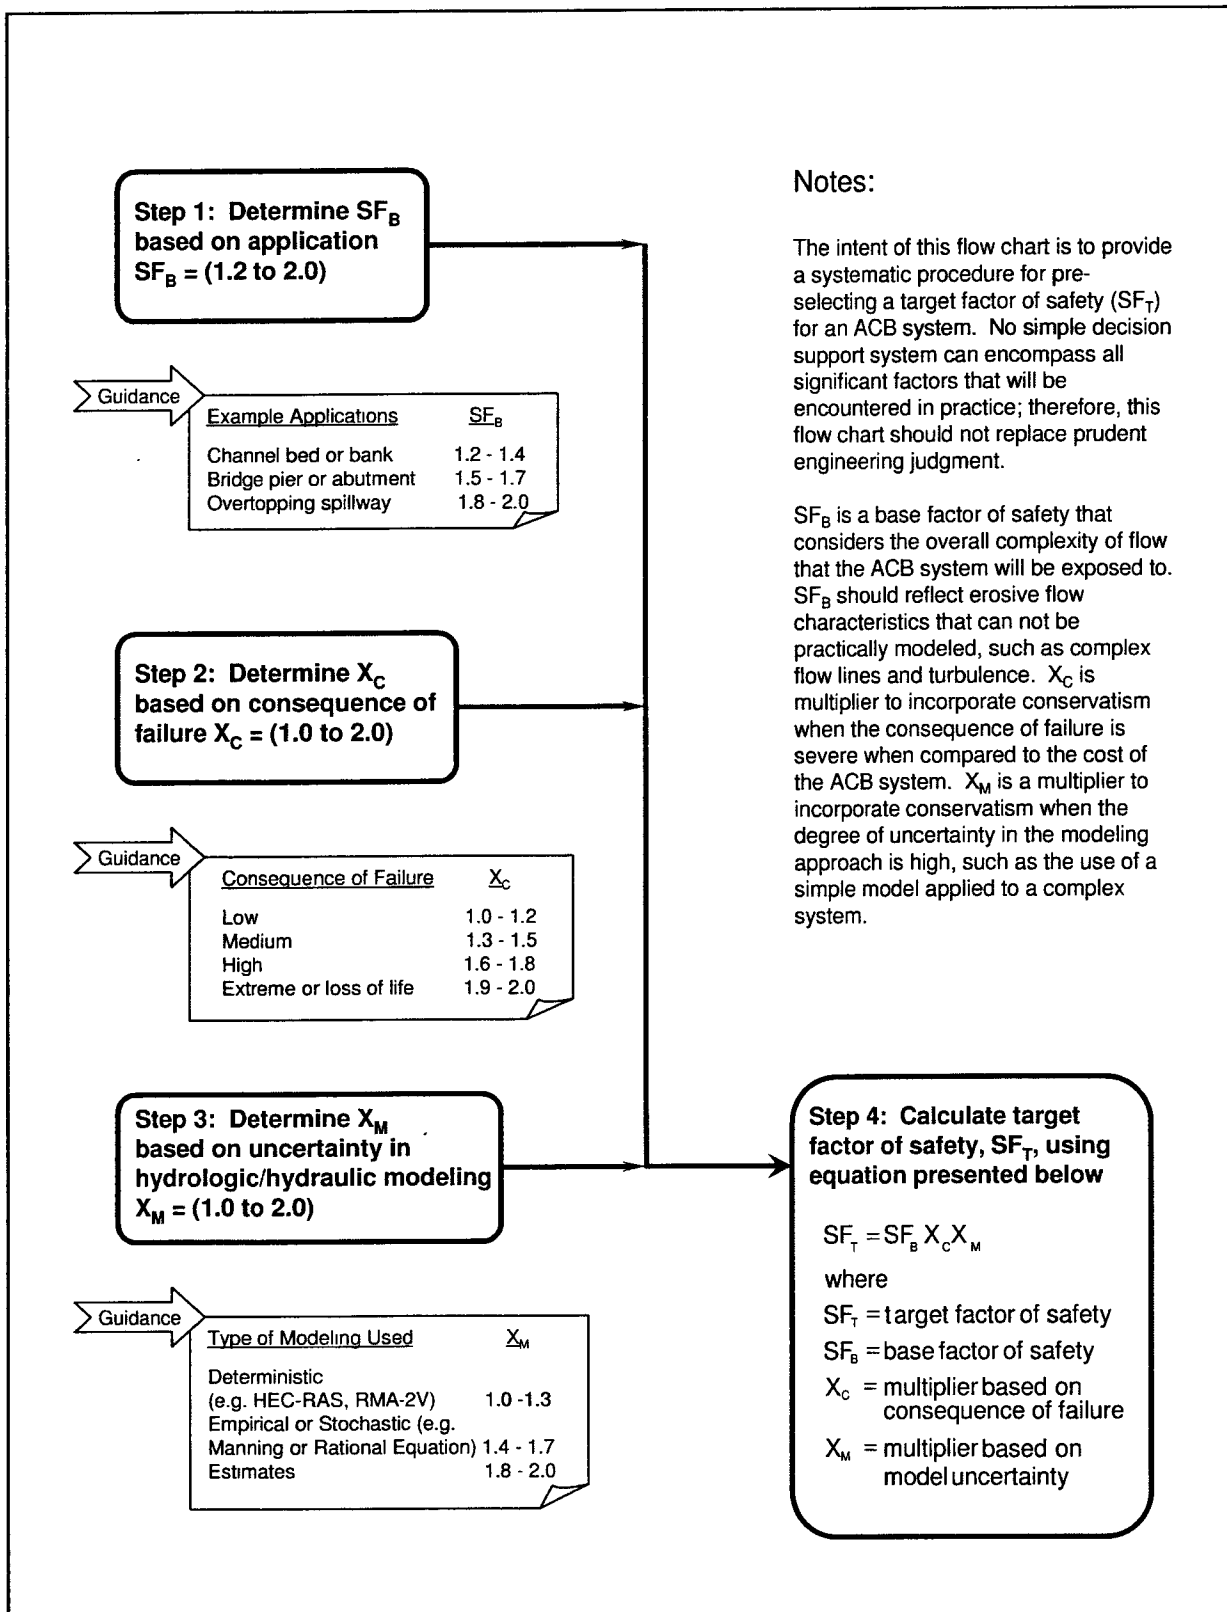 Step 1: Determine SF_B
based on application
SF_B = (1.2 to 2.0)
Guidance
Example Applications SF_B
Channel bed or bank 1.2 - 1.4
Bridge pier or abutment 1.5 - 1.7
Overtopping spillway 1.8 - 2.0
Step 2: Determine X_C
based on consequence of
failure X_C = (1.0 to 2.0)
Guidance
Consequence of Failure X_C
Low 1.0 - 1.2
Medium 1.3 - 1.5
High 1.6 - 1.8
Extreme or loss of life 1.9 - 2.0
Step 3: Determine X_M
based on uncertainty in
hydrologic/hydraulic modeling
X_M = (1.0 to 2.0)
Guidance
Type of Modeling Used X_M
Deterministic
(e.g. HEC-RAS, RMA-2V) 1.0 -1.3
Empirical or Stochastic (e.g.
Manning or Rational Equation) 1.4 - 1.7
Estimates 1.8 - 2.0
Notes:
The intent of this flow chart is to provide
a systematic procedure for pre-
selecting a target factor of safety (SF_T)
for an ACB system. No simple decision
support system can encompass all
significant factors that will be
encountered in practice; therefore, this
flow chart should not replace prudent
engineering judgment.
SF_B is a base factor of safety that
considers the overall complexity of flow
that the ACB system will be exposed to.
SF_B should reflect erosive flow
characteristics that can not be
practically modeled, such as complex
flow lines and turbulence. X_C is
multiplier to incorporate conservatism
when the consequence of failure is
severe when compared to the cost of
the ACB system. X_M is a multiplier to
incorporate conservatism when the
degree of uncertainty in the modeling
approach is high, such as the use of a
simple model applied to a complex
system.
Step 4: Calculate target
factor of safety, SF_T, using
equation presented below
SF_T = SF_B X_C X_M
where
SF_T = target factor of safety
SF_B = base factor of safety
X_C = multiplier based on
consequence of failure
X_M = multiplier based on
model uncertainty